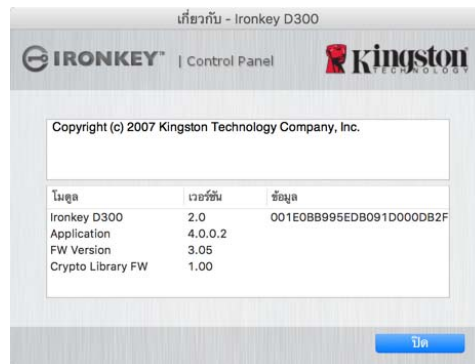 เกี่ยวกับ - Ironkey D300
IRONKEY™ | Control Panel
Kingston
TECHNOLOGY
Copyright (c) 2007 Kingston Technology Company, Inc.
โมดูล เวอร์ชัน ข้อมูล
Ironkey D300 2.0 001E0BB995EDB091D000DB2F
Application 4.0.0.2
FW Version 3.05
Crypto Library FW 1.00
ปิด